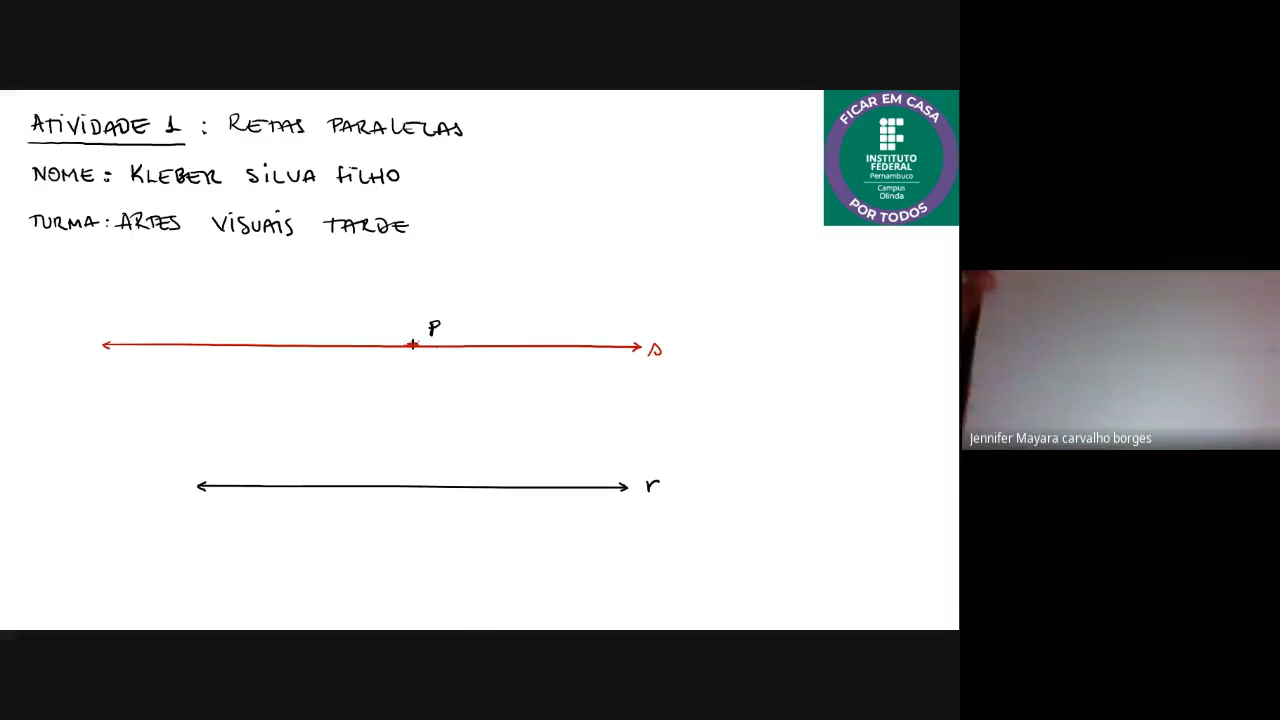 ATIVIDADE 1 : RETAS PARALELAS
NOME: KLEBER SILVA FILHO
TURMA: ARTES VISUAIS TARDE
P
s
r
FICAR EM CASA
INSTITUTO
FEDERAL
Pernambuco
Campus
Olinda
POR TODOS
Jennifer Mayara carvalho borges